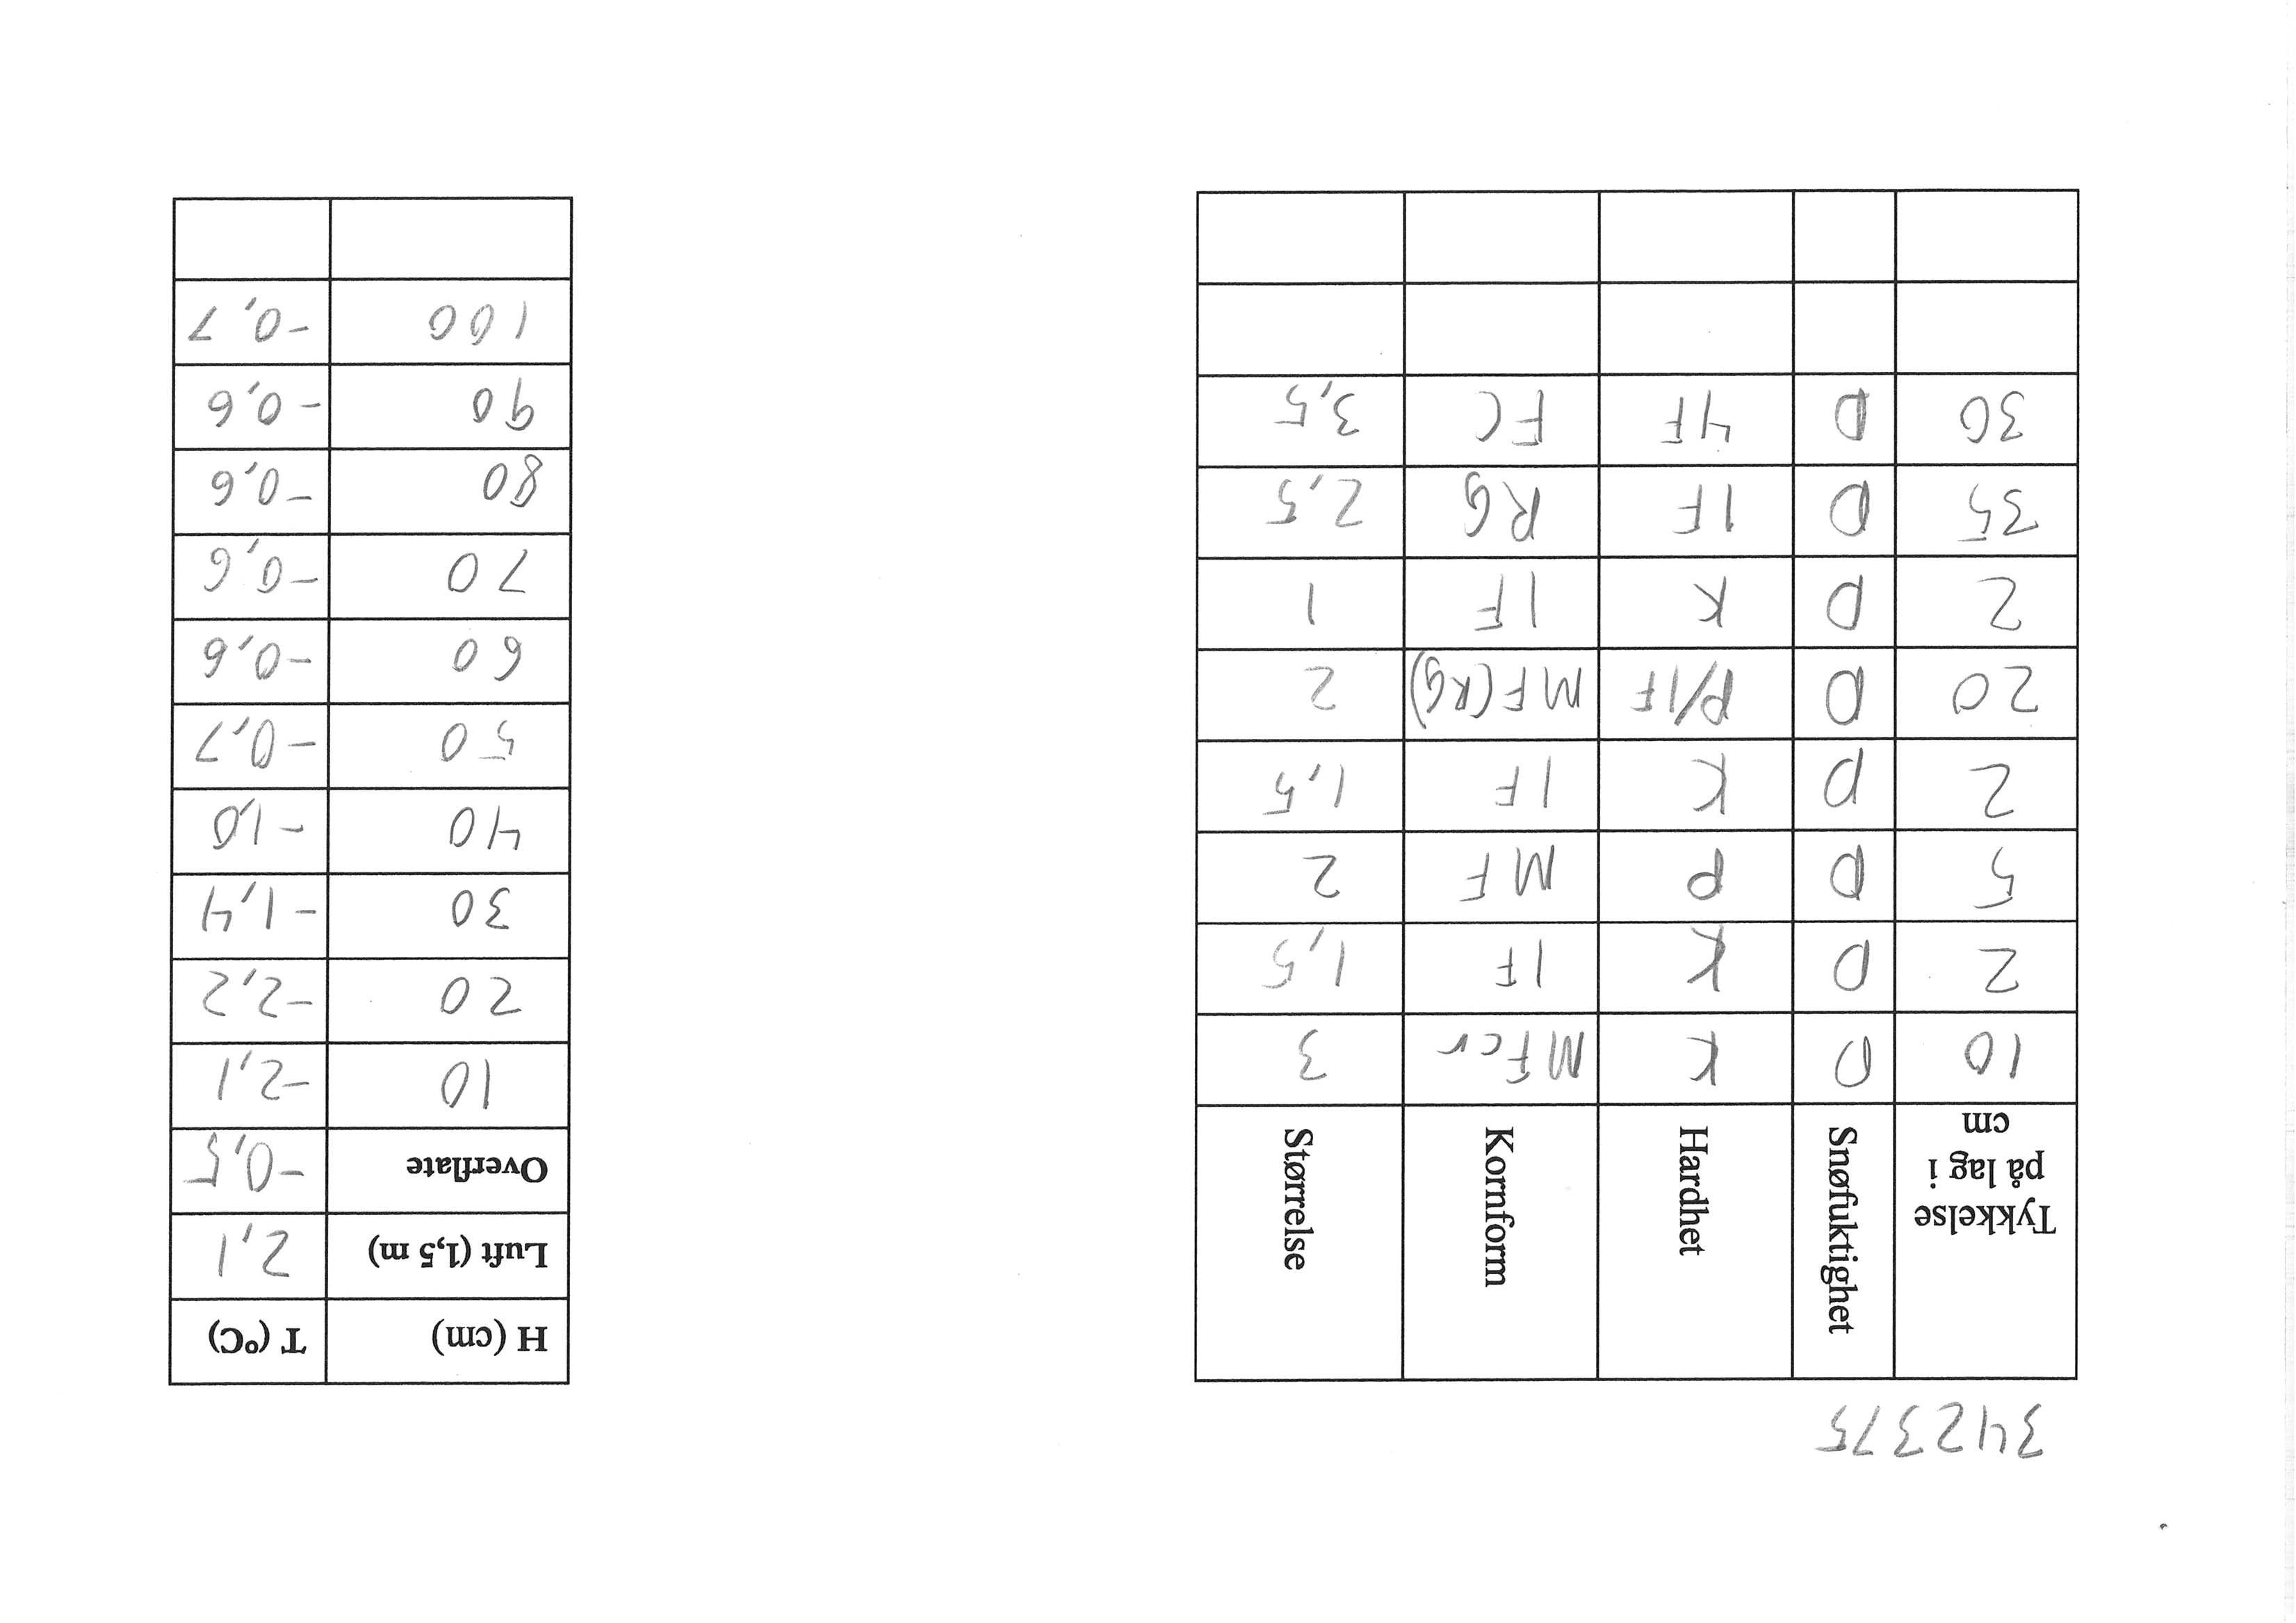 342375
Tykkelse på lag i cm Snøfuktighet Hardhet Kornform Størrelse
10 D K MFcr 3
2 D K IF 1,5
5 D P MF 2
2 D K IF 1,5
20 D P/1F MF(RG) 2
2 D K IF 1
35 D 1F RG 2,5
30 D 4F FC 3,5
H (cm) T (°C)
Luft (1,5 m) 2,1
Overflate -0,5
10 -2,1
20 -2,2
30 -1,4
40 -1,0
50 -0,7
60 -0,6
70 -0,6
80 -0,6
90 -0,6
100 -0,7